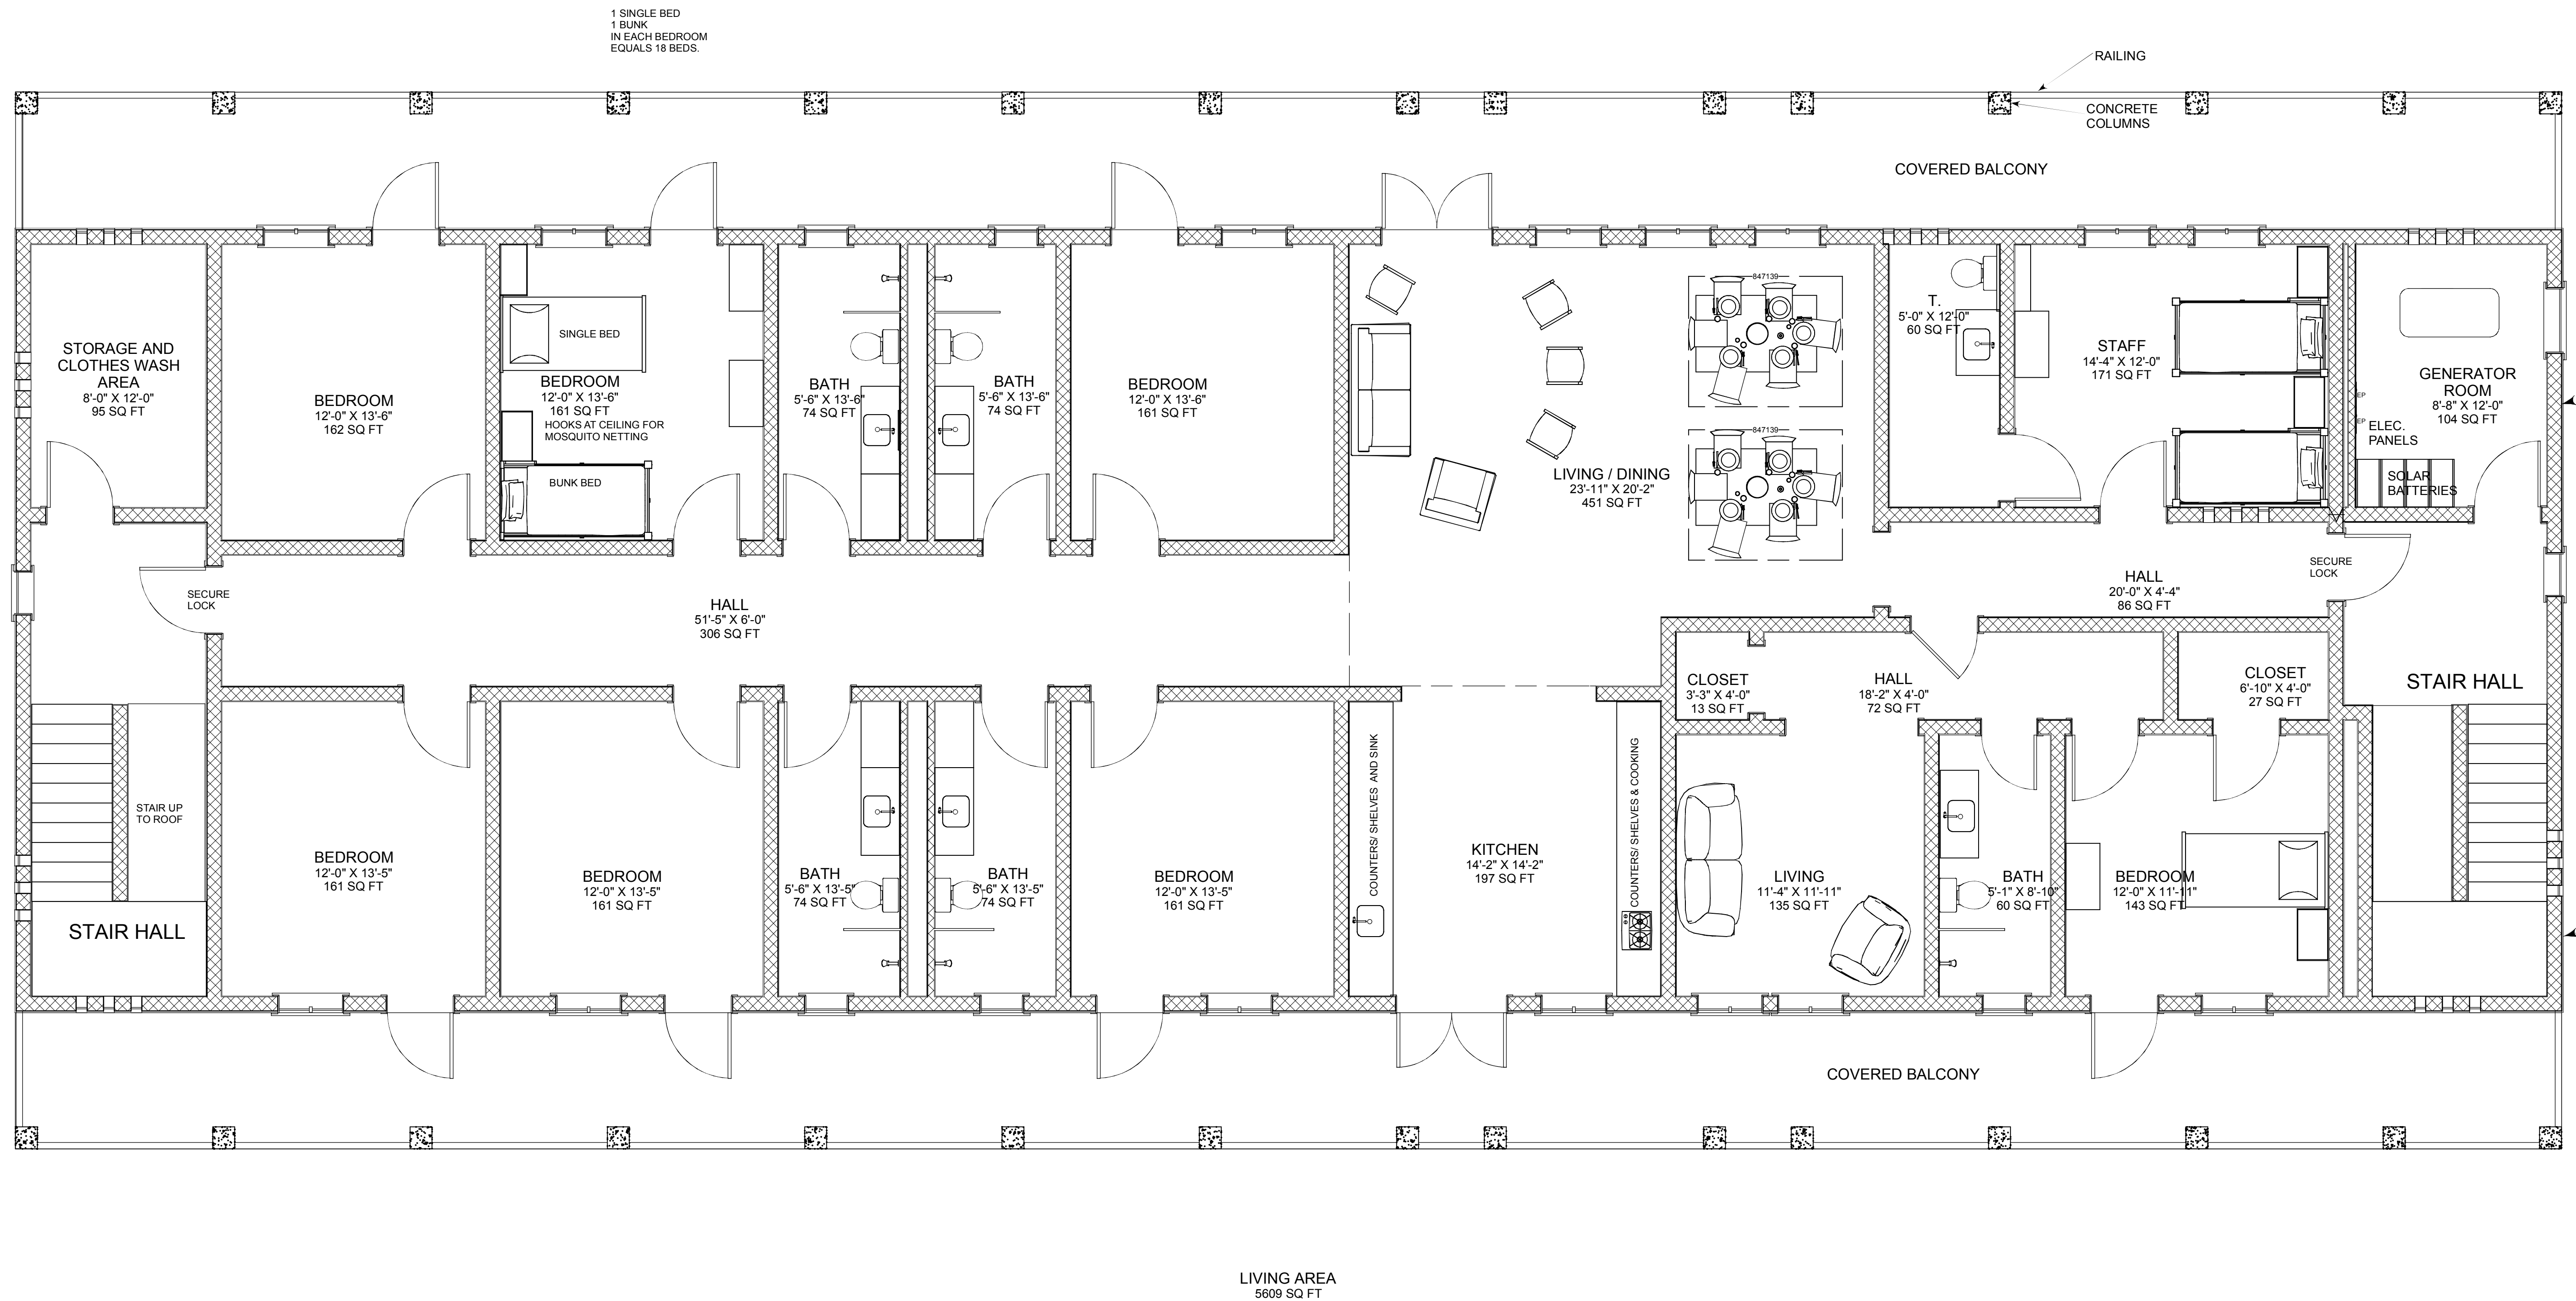 1 SINGLE BED
1 BUNK
IN EACH BEDROOM
EQUALS 18 BEDS.
RAILING
CONCRETE
COLUMNS
COVERED BALCONY
STORAGE AND
CLOTHES WASH
AREA
8'-0" X 12'-0"
95 SQ FT
BEDROOM
12'-0" X 13'-6"
162 SQ FT
SINGLE BED
BEDROOM
12'-0" X 13'-6"
161 SQ FT
HOOKS AT CEILING FOR
MOSQUITO NETTING
BUNK BED
BATH
5'-6" X 13'-6"
74 SQ FT
BATH
5'-6" X 13'-6"
74 SQ FT
BEDROOM
12'-0" X 13'-6"
161 SQ FT
847139
847139
LIVING / DINING
23'-11" X 20'-2"
451 SQ FT
T.
5'-0" X 12'-0"
60 SQ FT
STAFF
14'-4" X 12'-0"
171 SQ FT
GENERATOR
ROOM
8'-8" X 12'-0"
104 SQ FT
EP
EP
ELEC.
PANELS
SOLAR
BATTERIES
SECURE
LOCK
HALL
51'-5" X 6'-0"
306 SQ FT
HALL
20'-0" X 4'-4"
86 SQ FT
SECURE
LOCK
CLOSET
3'-3" X 4'-0"
13 SQ FT
HALL
18'-2" X 4'-0"
72 SQ FT
CLOSET
6'-10" X 4'-0"
27 SQ FT
STAIR HALL
STAIR UP
TO ROOF
STAIR HALL
BEDROOM
12'-0" X 13'-5"
161 SQ FT
BEDROOM
12'-0" X 13'-5"
161 SQ FT
BATH
5'-6" X 13'-5"
74 SQ FT
BATH
5'-6" X 13'-5"
74 SQ FT
BEDROOM
12'-0" X 13'-5"
161 SQ FT
COUNTERS/ SHELVES AND SINK
KITCHEN
14'-2" X 14'-2"
197 SQ FT
COUNTERS/ SHELVES & COOKING
LIVING
11'-4" X 11'-11"
135 SQ FT
BATH
5'-1" X 8'-10"
60 SQ FT
BEDROOM
12'-0" X 11'-11"
143 SQ FT
COVERED BALCONY
LIVING AREA
5609 SQ FT